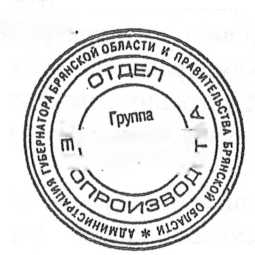 АДМИНИСТРАЦИЯ ГУБЕРНАТОРА БРЯНСКОЙ ОБЛАСТИ И ПРАВИТЕЛЬСТВА БРЯНСКОЙ ОБЛАСТИ *
ОТДЕЛ
Группа